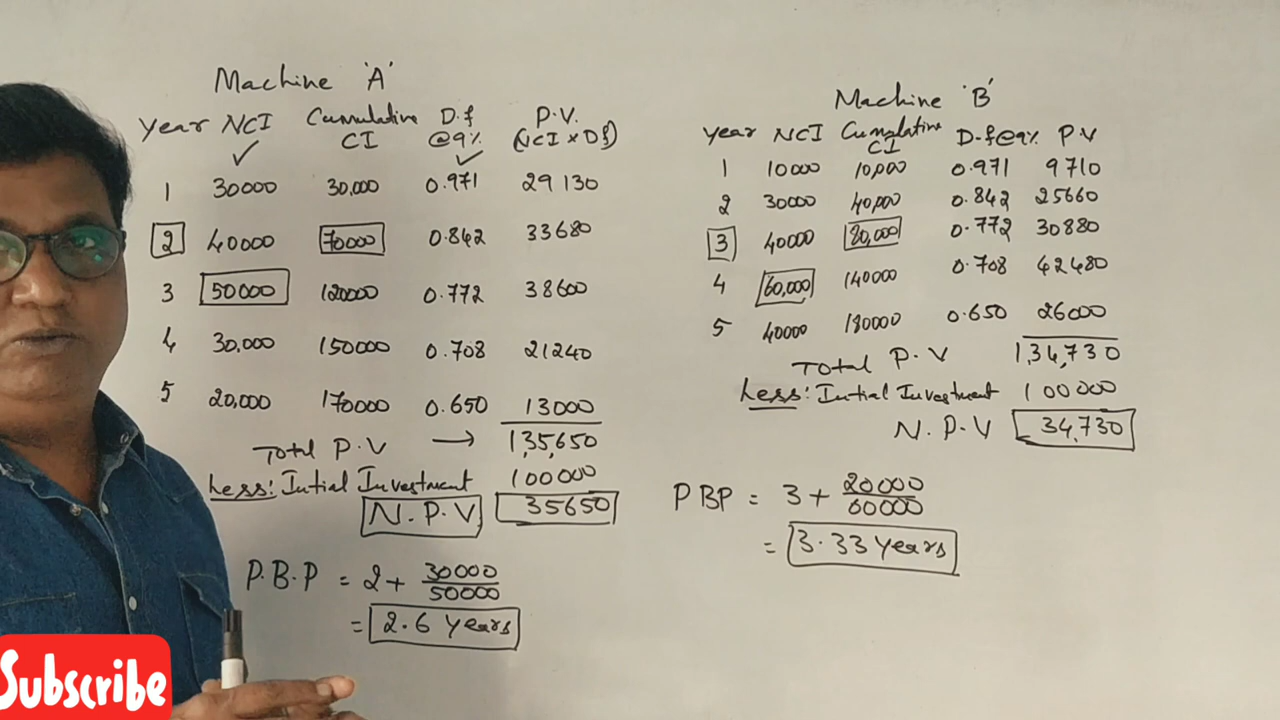 Machine 'A'
Year NCI Cumulative CI D.f @9% P.V. (NCI x Df)
1 30000 30,000 0.971 29130
2 40000 70000 0.842 33680
3 50000 120000 0.772 38600
4 30,000 150000 0.708 21240
5 20,000 170000 0.650 13000
Total P.V → 1,35,650
Less: Initial Investment 100000
N.P.V 35650
P.B.P = 2 + 30000/50000
= 2.6 Years
Machine 'B'
Year NCI Cumulative CI D.f@9% P.V
1 10000 10,000 0.971 9710
2 30000 40,000 0.842 25660
3 40000 80,000 0.772 30880
4 60,000 140000 0.708 42480
5 40000 180000 0.650 26000
Total P.V 1,34,730
Less: Initial Investment 100000
N.P.V 34,730
PBP = 3 + 20000/60000
= 3.33 Years
Subscribe